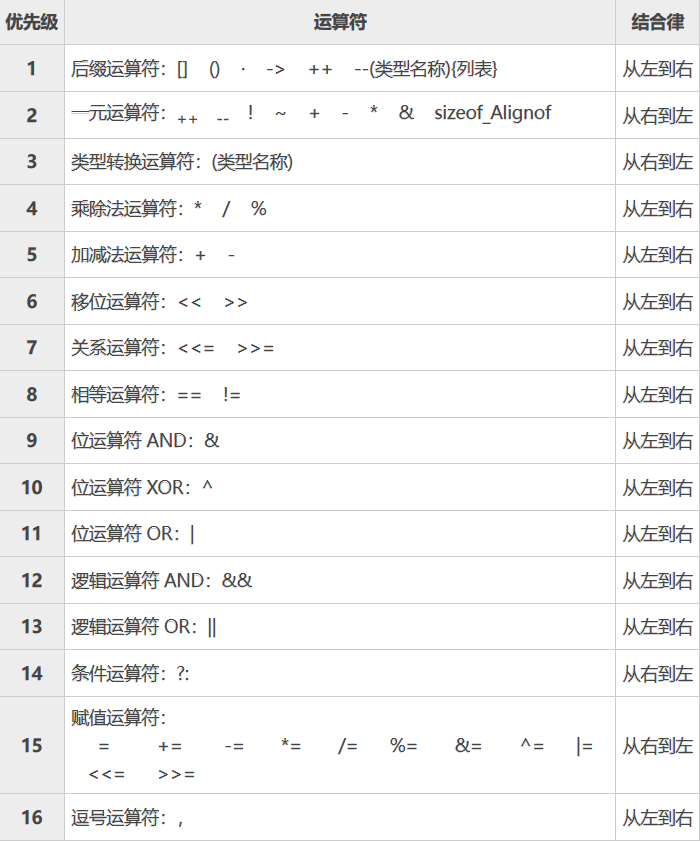 优先级 运算符 结合律
1 后缀运算符：[] () · -> ++ --(类型名称){列表} 从左到右
2 一元运算符：++ -- ! ~ + - * & sizeof_Alignof 从右到左
3 类型转换运算符：(类型名称) 从右到左
4 乘除法运算符：* / % 从左到右
5 加减法运算符：+ - 从左到右
6 移位运算符：<< >> 从左到右
7 关系运算符：<<= >>= 从左到右
8 相等运算符：== != 从左到右
9 位运算符 AND：& 从左到右
10 位运算符 XOR：^ 从左到右
11 位运算符 OR：| 从左到右
12 逻辑运算符 AND：&& 从左到右
13 逻辑运算符 OR：|| 从左到右
14 条件运算符：?: 从右到左
赋值运算符：
15 = += -= *= /= %= &= ^= |= 从右到左
<<= >>=
16 逗号运算符：, 从左到右